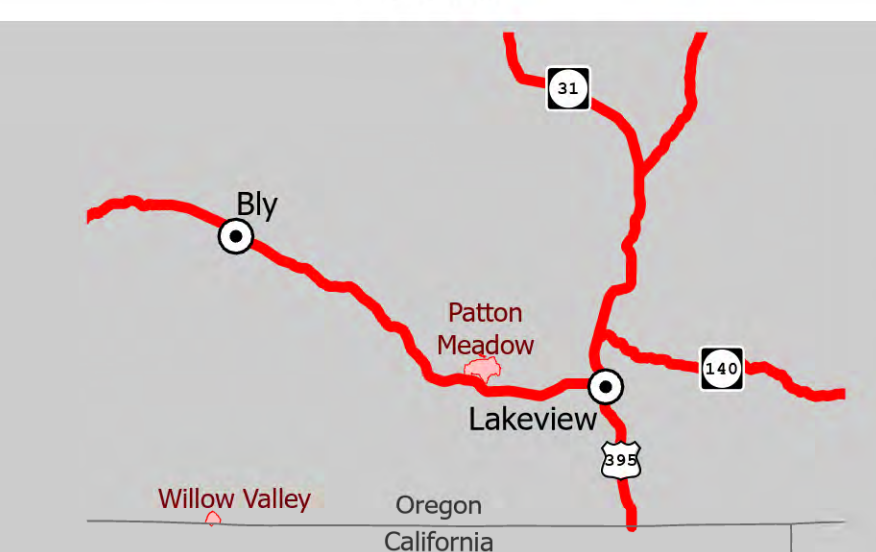 31
Bly
Patton
Meadow
140
Lakeview
395
Willow Valley
Oregon
California